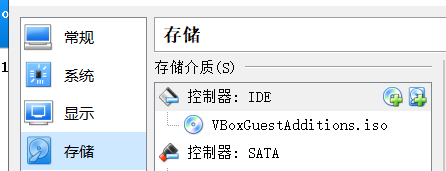 常规
系统
显示
存储
存储
存储介质(S)
控制器: IDE
VBoxGuestAdditions.iso
控制器: SATA